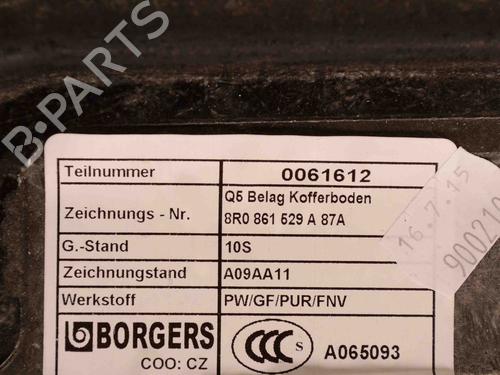 B-PARTS
Teilnummer 0061612
Zeichnungs - Nr. Q5 Belag Kofferboden
8R0 861 529 A 87A
G.-Stand 10S
Zeichnungstand A09AA11
Werkstoff PW/GF/PUR/FNV
BORGERS CCC S A065093
COO: CZ
16.7.15